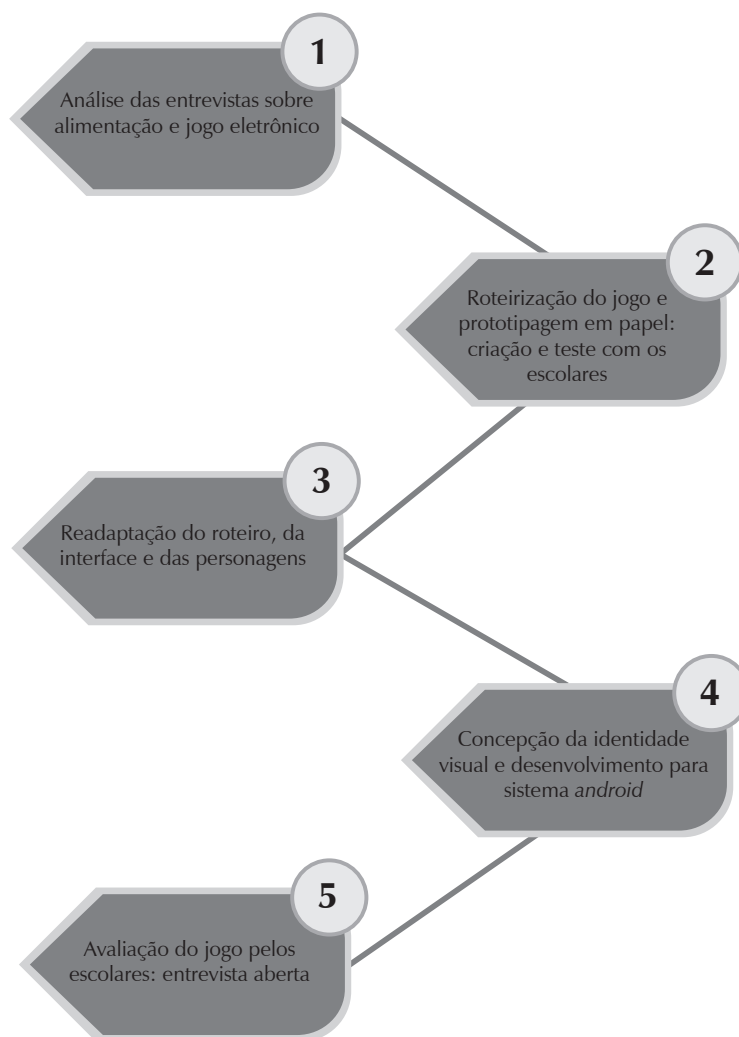 1
Análise das entrevistas sobre
alimentação e jogo eletrônico
2
Roteirização do jogo e
prototipagem em papel:
criação e teste com os
escolares
3
Readaptação do roteiro, da
interface e das personagens
4
Concepção da identidade
visual e desenvolvimento para
sistema android
5
Avaliação do jogo pelos
escolares: entrevista aberta